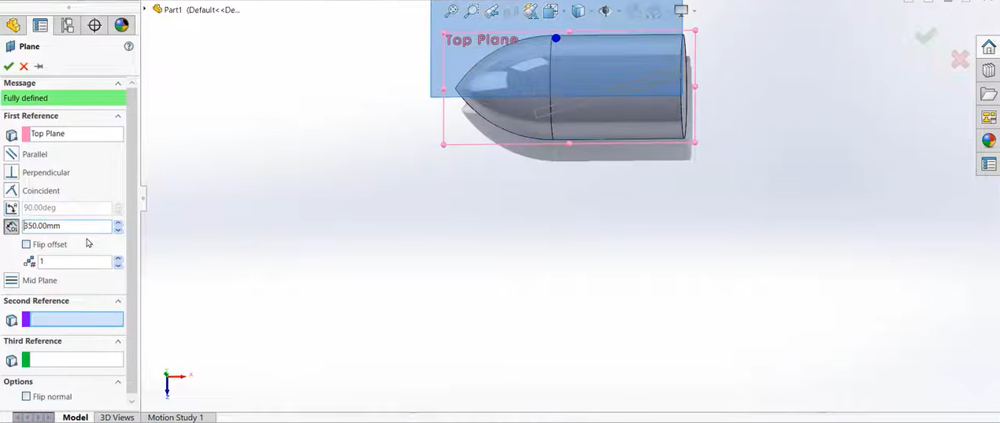 Part1 (Default<<De...
Plane
Message
Fully defined
First Reference
Top Plane
Parallel
Perpendicular
Coincident
90.00deg
350.00mm
Flip offset
1
Mid Plane
Second Reference
Third Reference
Options
Flip normal
Top Plane
Y
X
Z
Model
3D Views
Motion Study 1